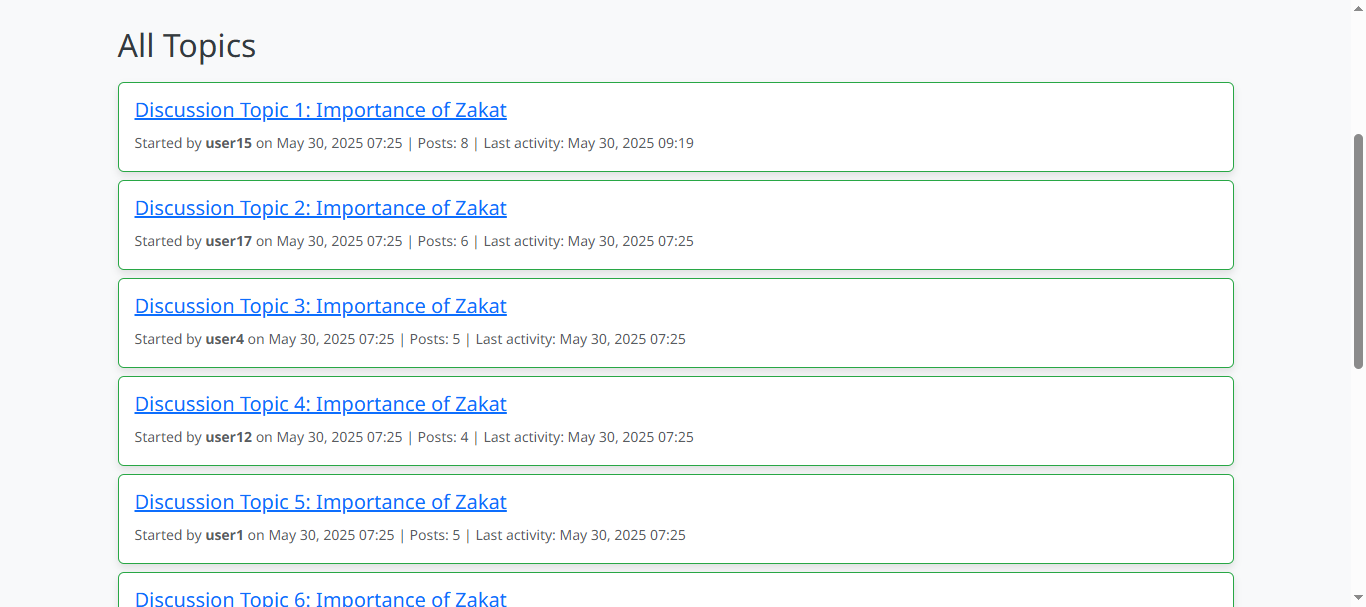 All Topics
Discussion Topic 1: Importance of Zakat
Started by user15 on May 30, 2025 07:25 | Posts: 8 | Last activity: May 30, 2025 09:19
Discussion Topic 2: Importance of Zakat
Started by user17 on May 30, 2025 07:25 | Posts: 6 | Last activity: May 30, 2025 07:25
Discussion Topic 3: Importance of Zakat
Started by user4 on May 30, 2025 07:25 | Posts: 5 | Last activity: May 30, 2025 07:25
Discussion Topic 4: Importance of Zakat
Started by user12 on May 30, 2025 07:25 | Posts: 4 | Last activity: May 30, 2025 07:25
Discussion Topic 5: Importance of Zakat
Started by user1 on May 30, 2025 07:25 | Posts: 5 | Last activity: May 30, 2025 07:25
Discussion Topic 6: Importance of Zakat